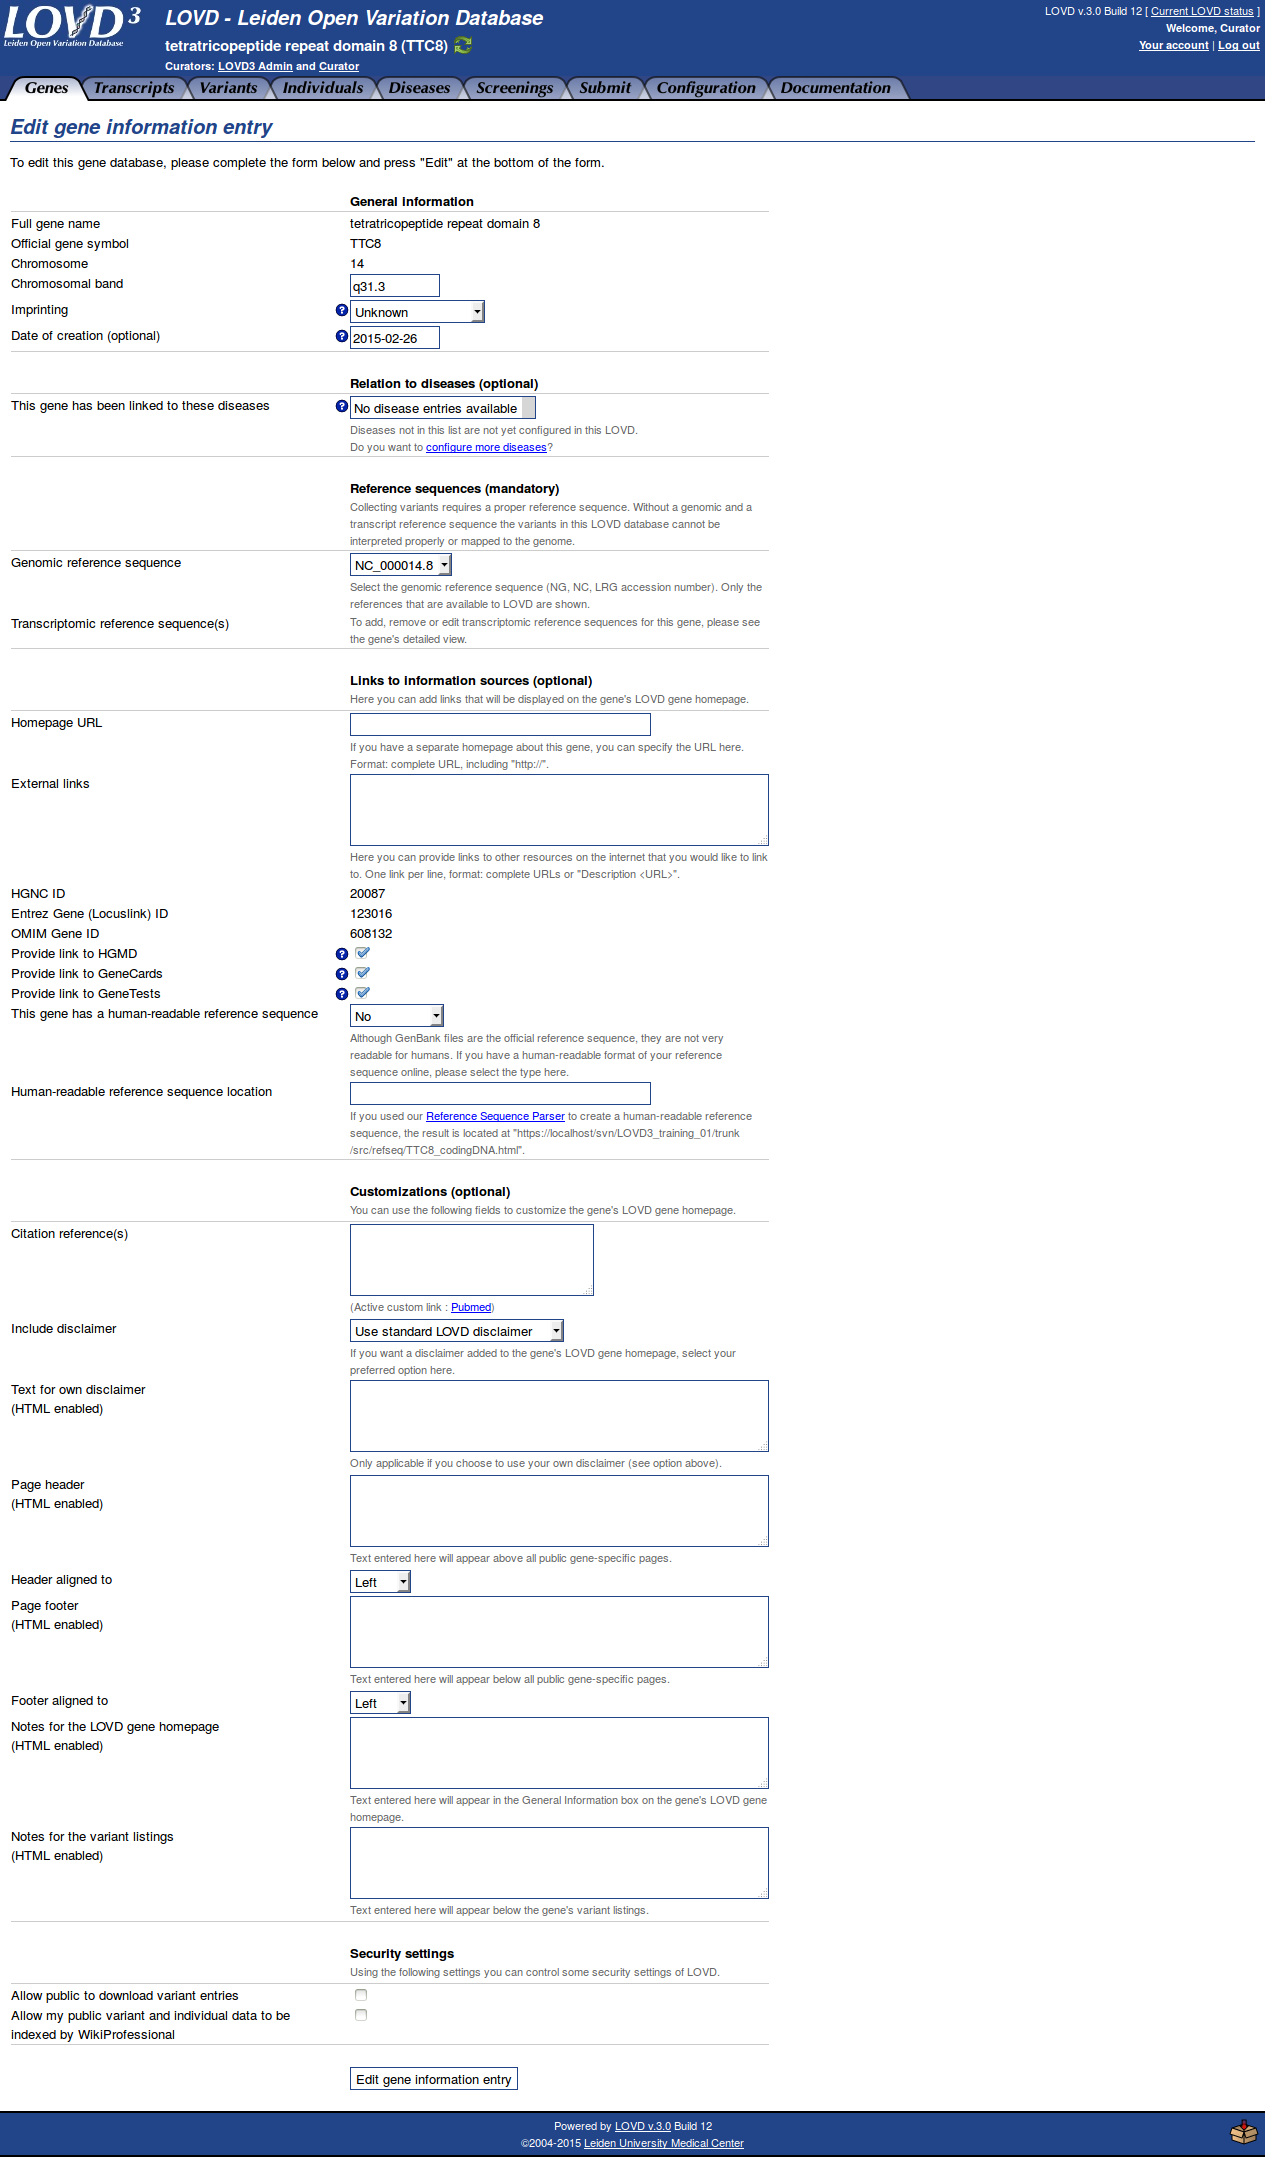 LOVD 3
Leiden Open Variation Database
LOVD - Leiden Open Variation Database
tetratricopeptide repeat domain 8 (TTC8)
Curators: LOVD3 Admin and Curator
LOVD v.3.0 Build 12 [ Current LOVD status ]
Welcome, Curator
Your account | Log out
Genes Transcripts Variants Individuals Diseases Screenings Submit Configuration Documentation
Edit gene information entry
To edit this gene database, please complete the form below and press "Edit" at the bottom of the form.
General information
Full gene name tetratricopeptide repeat domain 8
Official gene symbol TTC8
Chromosome 14
Chromosomal band q31.3
Imprinting ? Unknown
Date of creation (optional) ? 2015-02-26
Relation to diseases (optional)
This gene has been linked to these diseases ? No disease entries available
Diseases not in this list are not yet configured in this LOVD.
Do you want to configure more diseases?
Reference sequences (mandatory)
Collecting variants requires a proper reference sequence. Without a genomic and a
transcript reference sequence the variants in this LOVD database cannot be
interpreted properly or mapped to the genome.
Genomic reference sequence NC_000014.8
Select the genomic reference sequence (NG, NC, LRG accession number). Only the
references that are available to LOVD are shown.
Transcriptomic reference sequence(s) To add, remove or edit transcriptomic reference sequences for this gene, please see
the gene's detailed view.
Links to information sources (optional)
Here you can add links that will be displayed on the gene's LOVD gene homepage.
Homepage URL
If you have a separate homepage about this gene, you can specify the URL here.
Format: complete URL, including "http://".
External links
Here you can provide links to other resources on the internet that you would like to link
to. One link per line, format: complete URLs or "Description <URL>".
HGNC ID 20087
Entrez Gene (Locuslink) ID 123016
OMIM Gene ID 608132
Provide link to HGMD ?
Provide link to GeneCards ?
Provide link to GeneTests ?
This gene has a human-readable reference sequence No
Although GenBank files are the official reference sequence, they are not very
readable for humans. If you have a human-readable format of your reference
sequence online, please select the type here.
Human-readable reference sequence location
If you used our Reference Sequence Parser to create a human-readable reference
sequence, the result is located at "https://localhost/svn/LOVD3_training_01/trunk
/src/refseq/TTC8_codingDNA.html".
Customizations (optional)
You can use the following fields to customize the gene's LOVD gene homepage.
Citation reference(s)
(Active custom link : Pubmed)
Include disclaimer Use standard LOVD disclaimer
If you want a disclaimer added to the gene's LOVD gene homepage, select your
preferred option here.
Text for own disclaimer
(HTML enabled)
Only applicable if you choose to use your own disclaimer (see option above).
Page header
(HTML enabled)
Text entered here will appear above all public gene-specific pages.
Header aligned to Left
Page footer
(HTML enabled)
Text entered here will appear below all public gene-specific pages.
Footer aligned to Left
Notes for the LOVD gene homepage
(HTML enabled)
Text entered here will appear in the General Information box on the gene's LOVD gene
homepage.
Notes for the variant listings
(HTML enabled)
Text entered here will appear below the gene's variant listings.
Security settings
Using the following settings you can control some security settings of LOVD.
Allow public to download variant entries
Allow my public variant and individual data to be
indexed by WikiProfessional
Edit gene information entry
Powered by LOVD v.3.0 Build 12
©2004-2015 Leiden University Medical Center